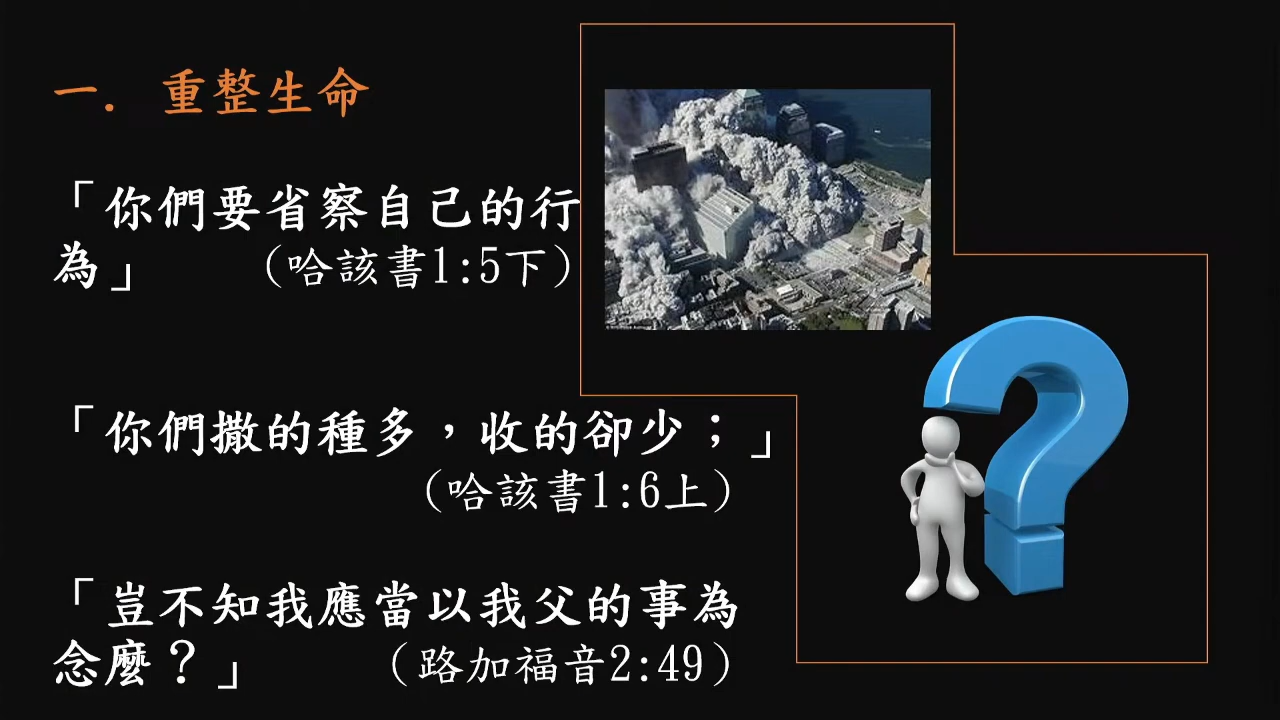 一. 重整生命
「你們要省察自己的行
為」 （哈該書1:5下）
「你們撒的種多，收的卻少；」
（哈該書1:6上）
「豈不知我應當以我父的事為
念麼？」 （路加福音2:49）